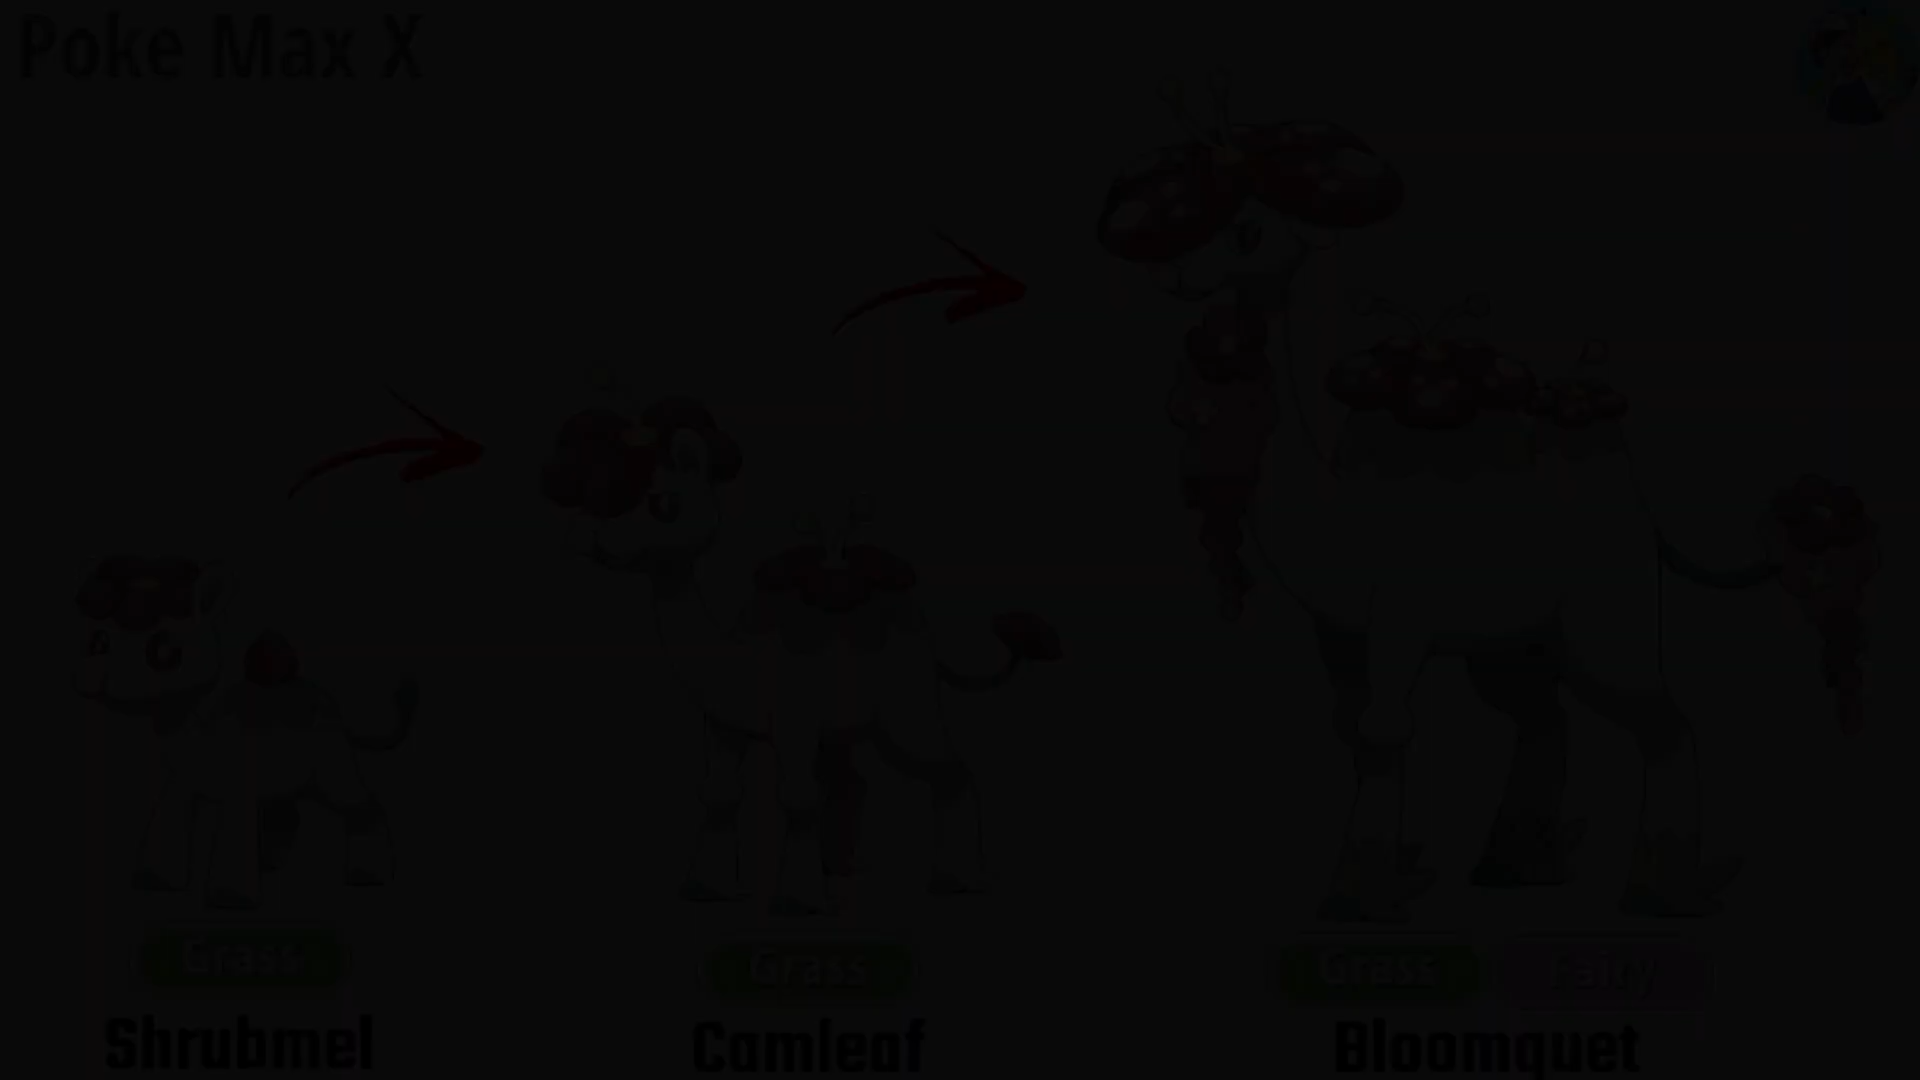 Poke Max X
Grass
Grass
Grass Fairy
Shrubmel
Camleaf
Bloomquet